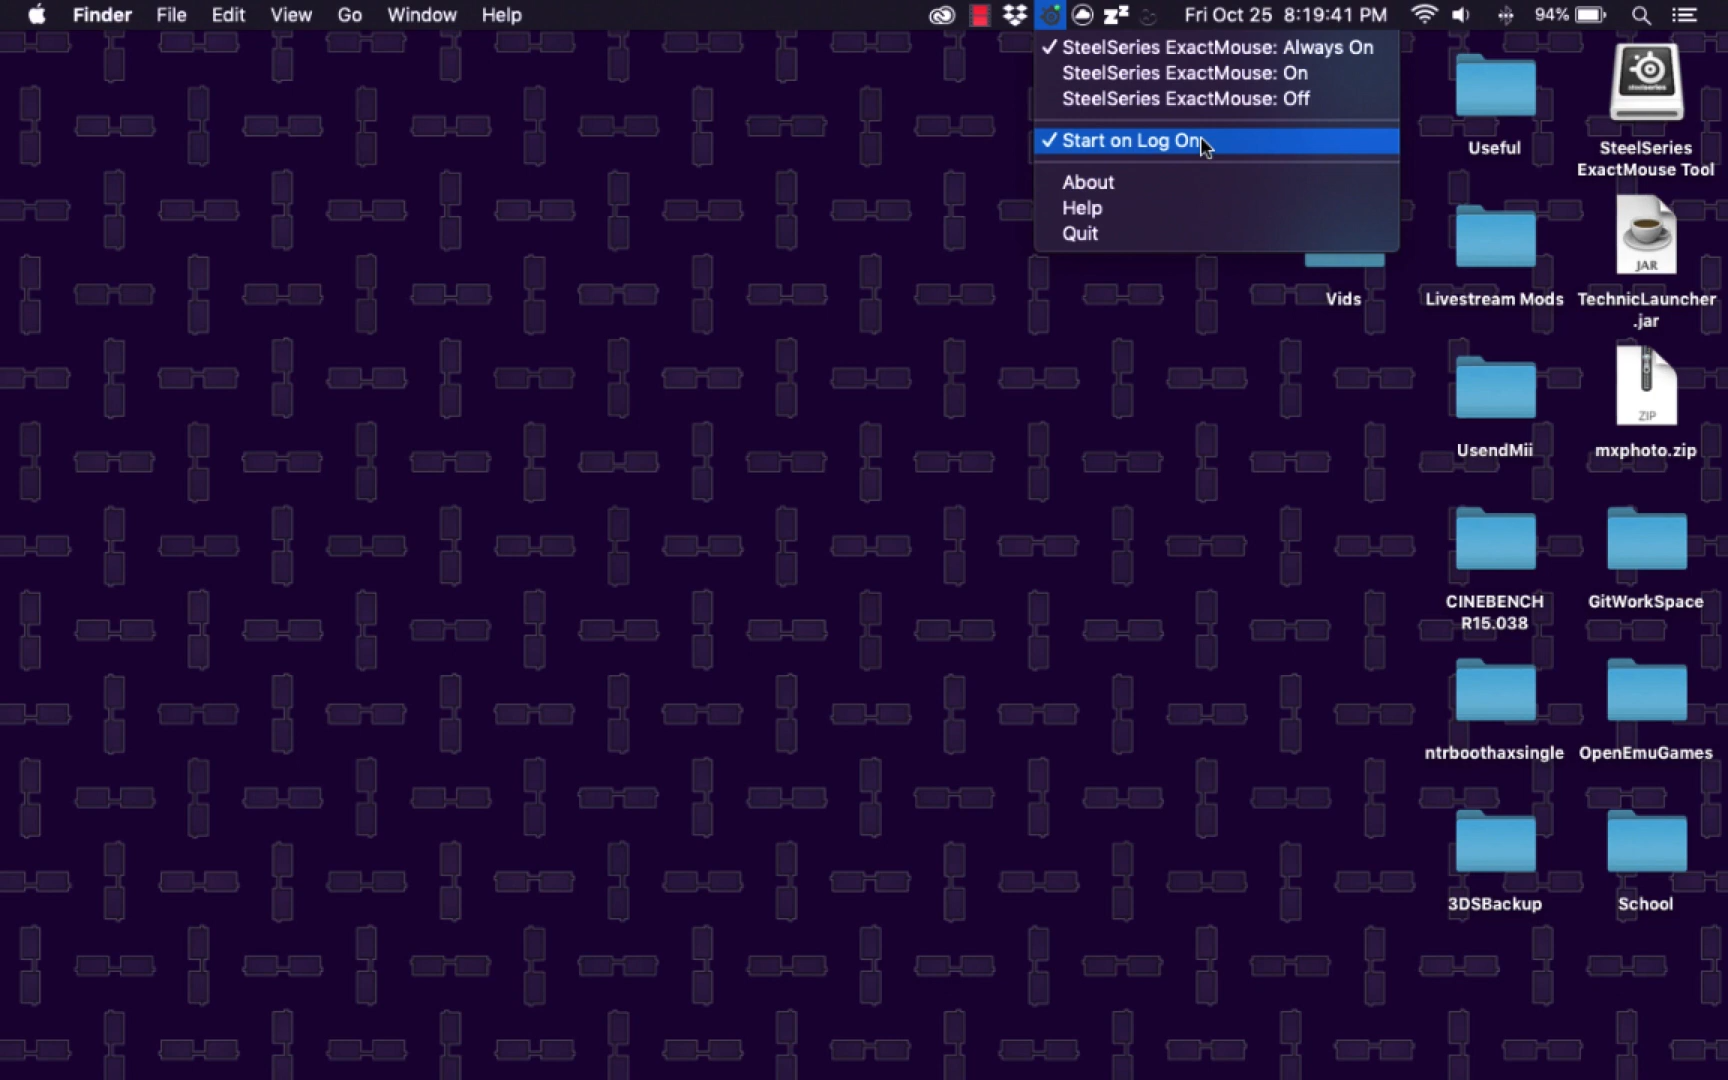 Finder File Edit View Go Window Help Fri Oct 25 8:19:41 PM 94%
✓ SteelSeries ExactMouse: Always On
SteelSeries ExactMouse: On
SteelSeries ExactMouse: Off
✓ Start on Log On
About
Help
Quit
steelseries
Useful
SteelSeries
ExactMouse Tool
JAR
Vids
Livestream Mods
TechnicLauncher
.jar
ZIP
UsendMii
mxphoto.zip
CINEBENCH
R15.038
GitWorkSpace
ntrboothaxsingle
OpenEmuGames
3DSBackup
School